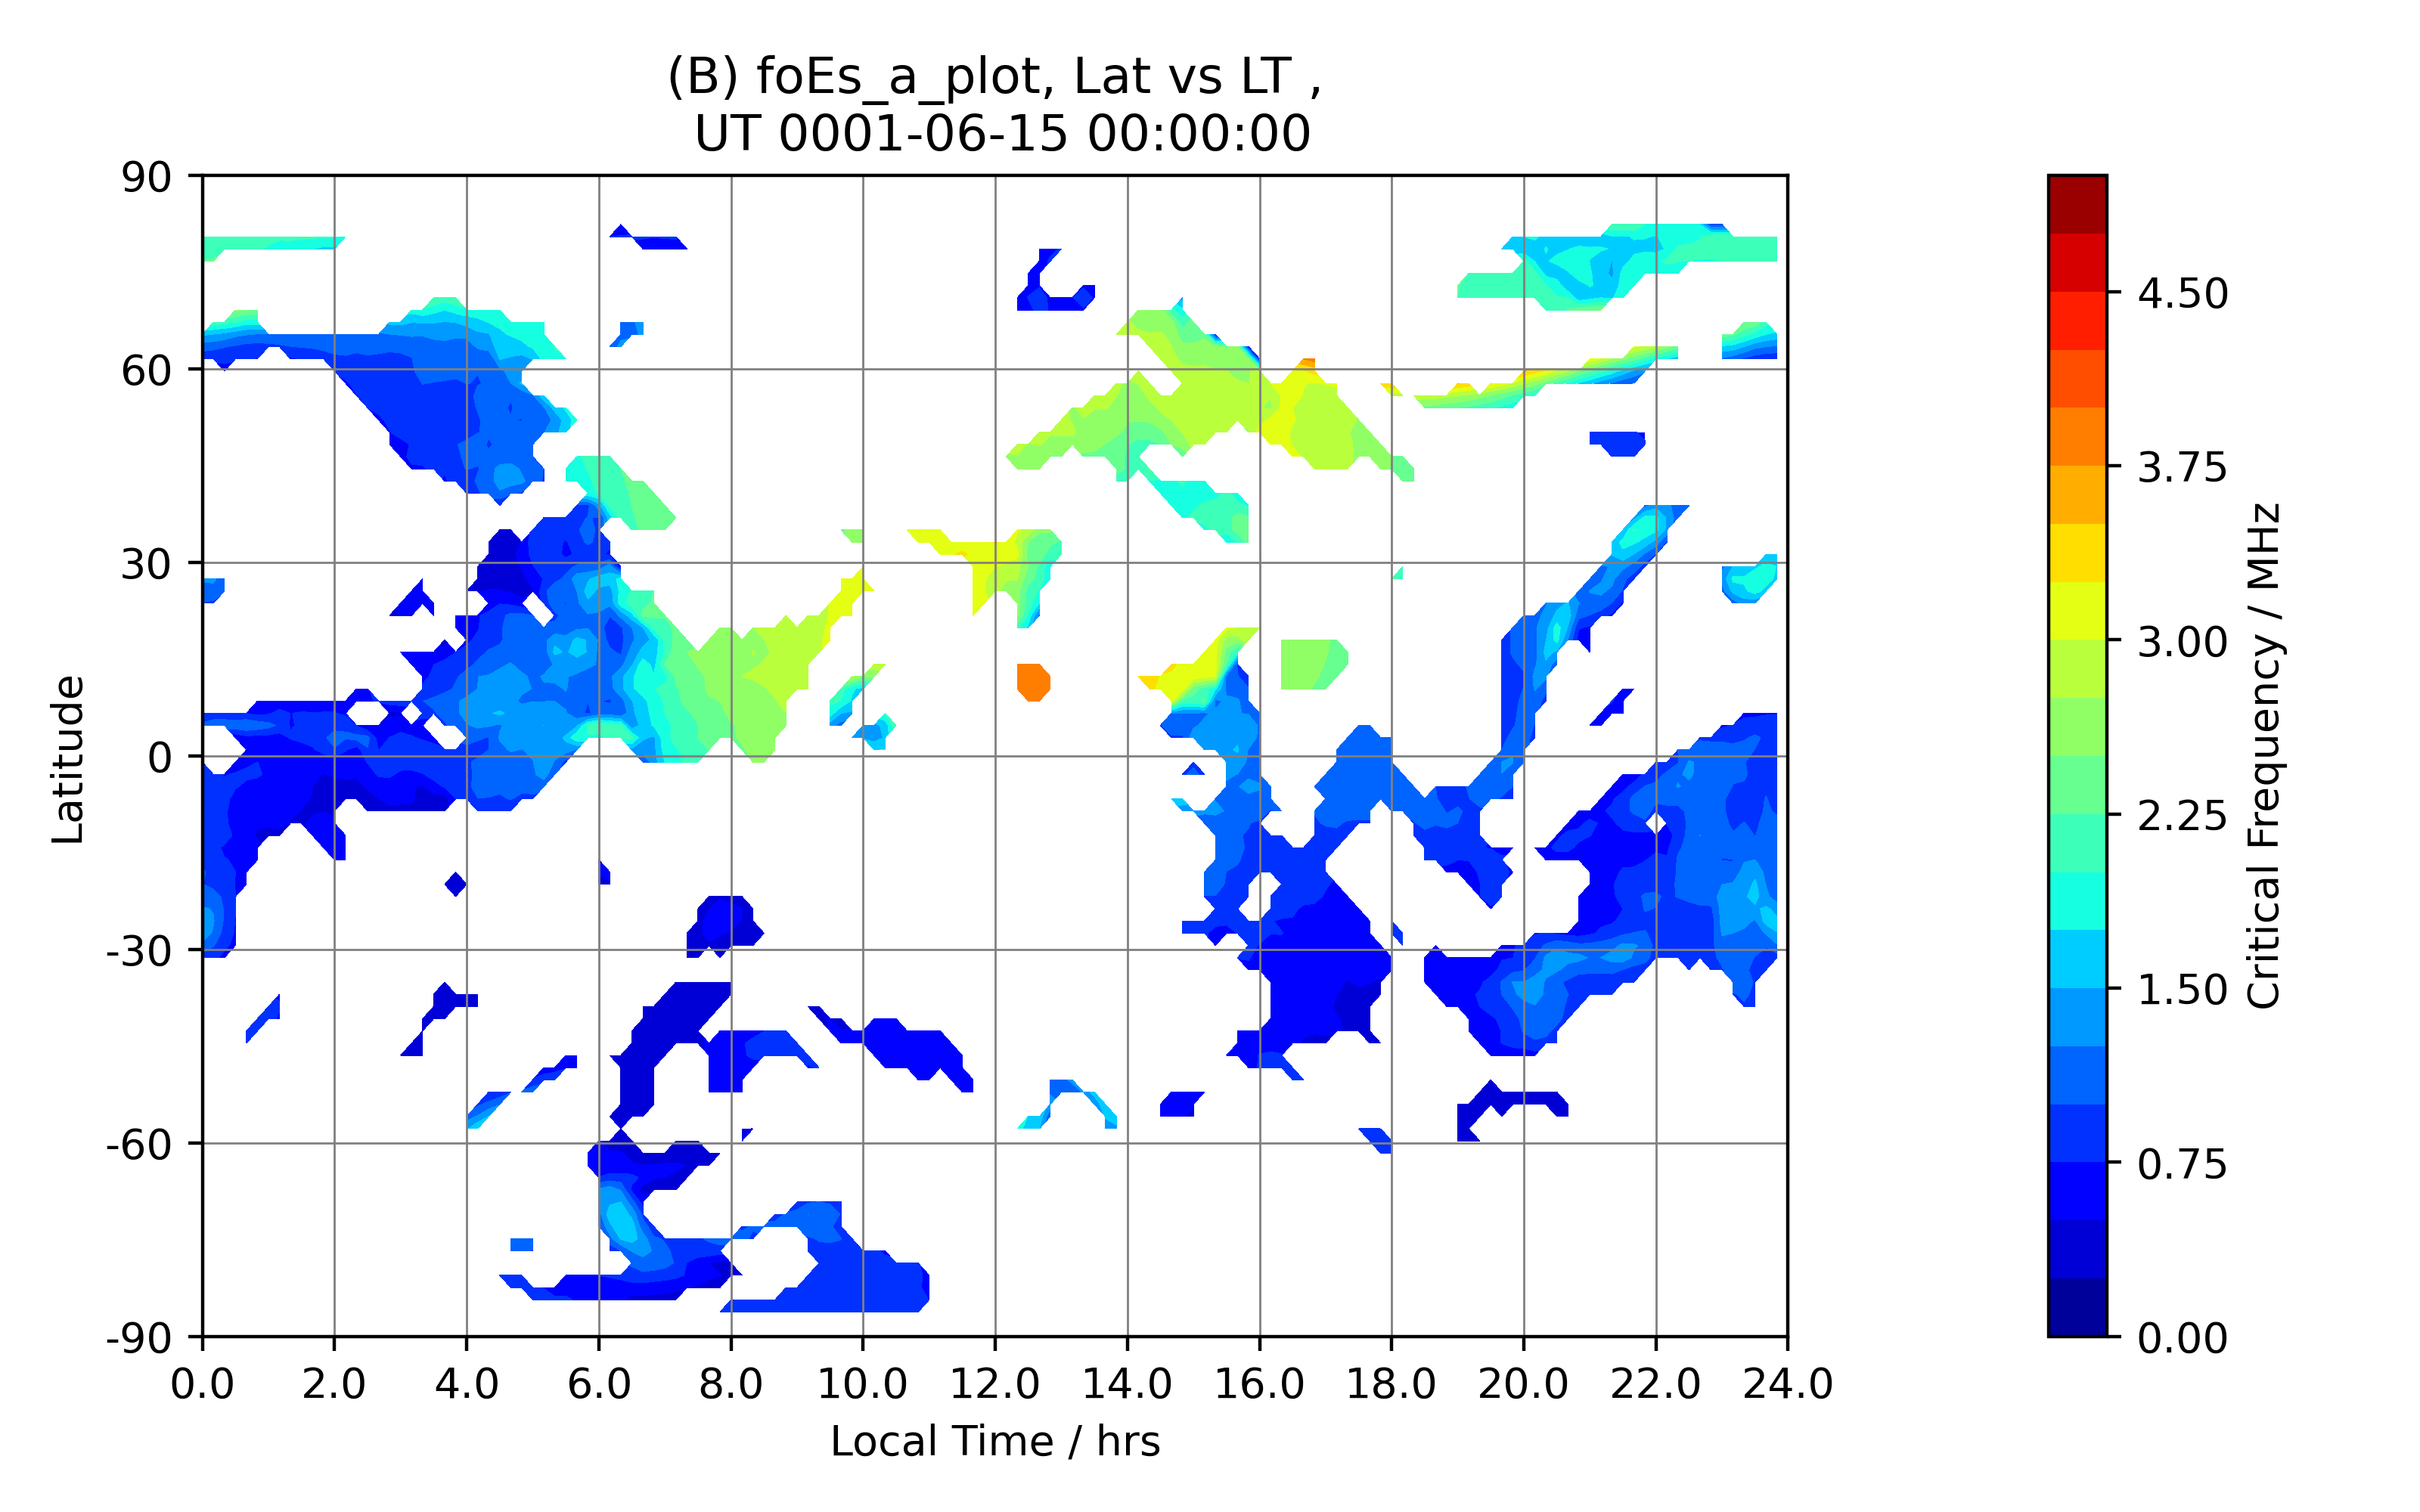 (B) foEs_a_plot, Lat vs LT ,
UT 0001-06-15 00:00:00
90
60
30
0
-30
-60
-90
Latitude
0.0 2.0 4.0 6.0 8.0 10.0 12.0 14.0 16.0 18.0 20.0 22.0 24.0
Local Time / hrs
4.50
3.75
3.00
2.25
1.50
0.75
0.00
Critical Frequency / MHz